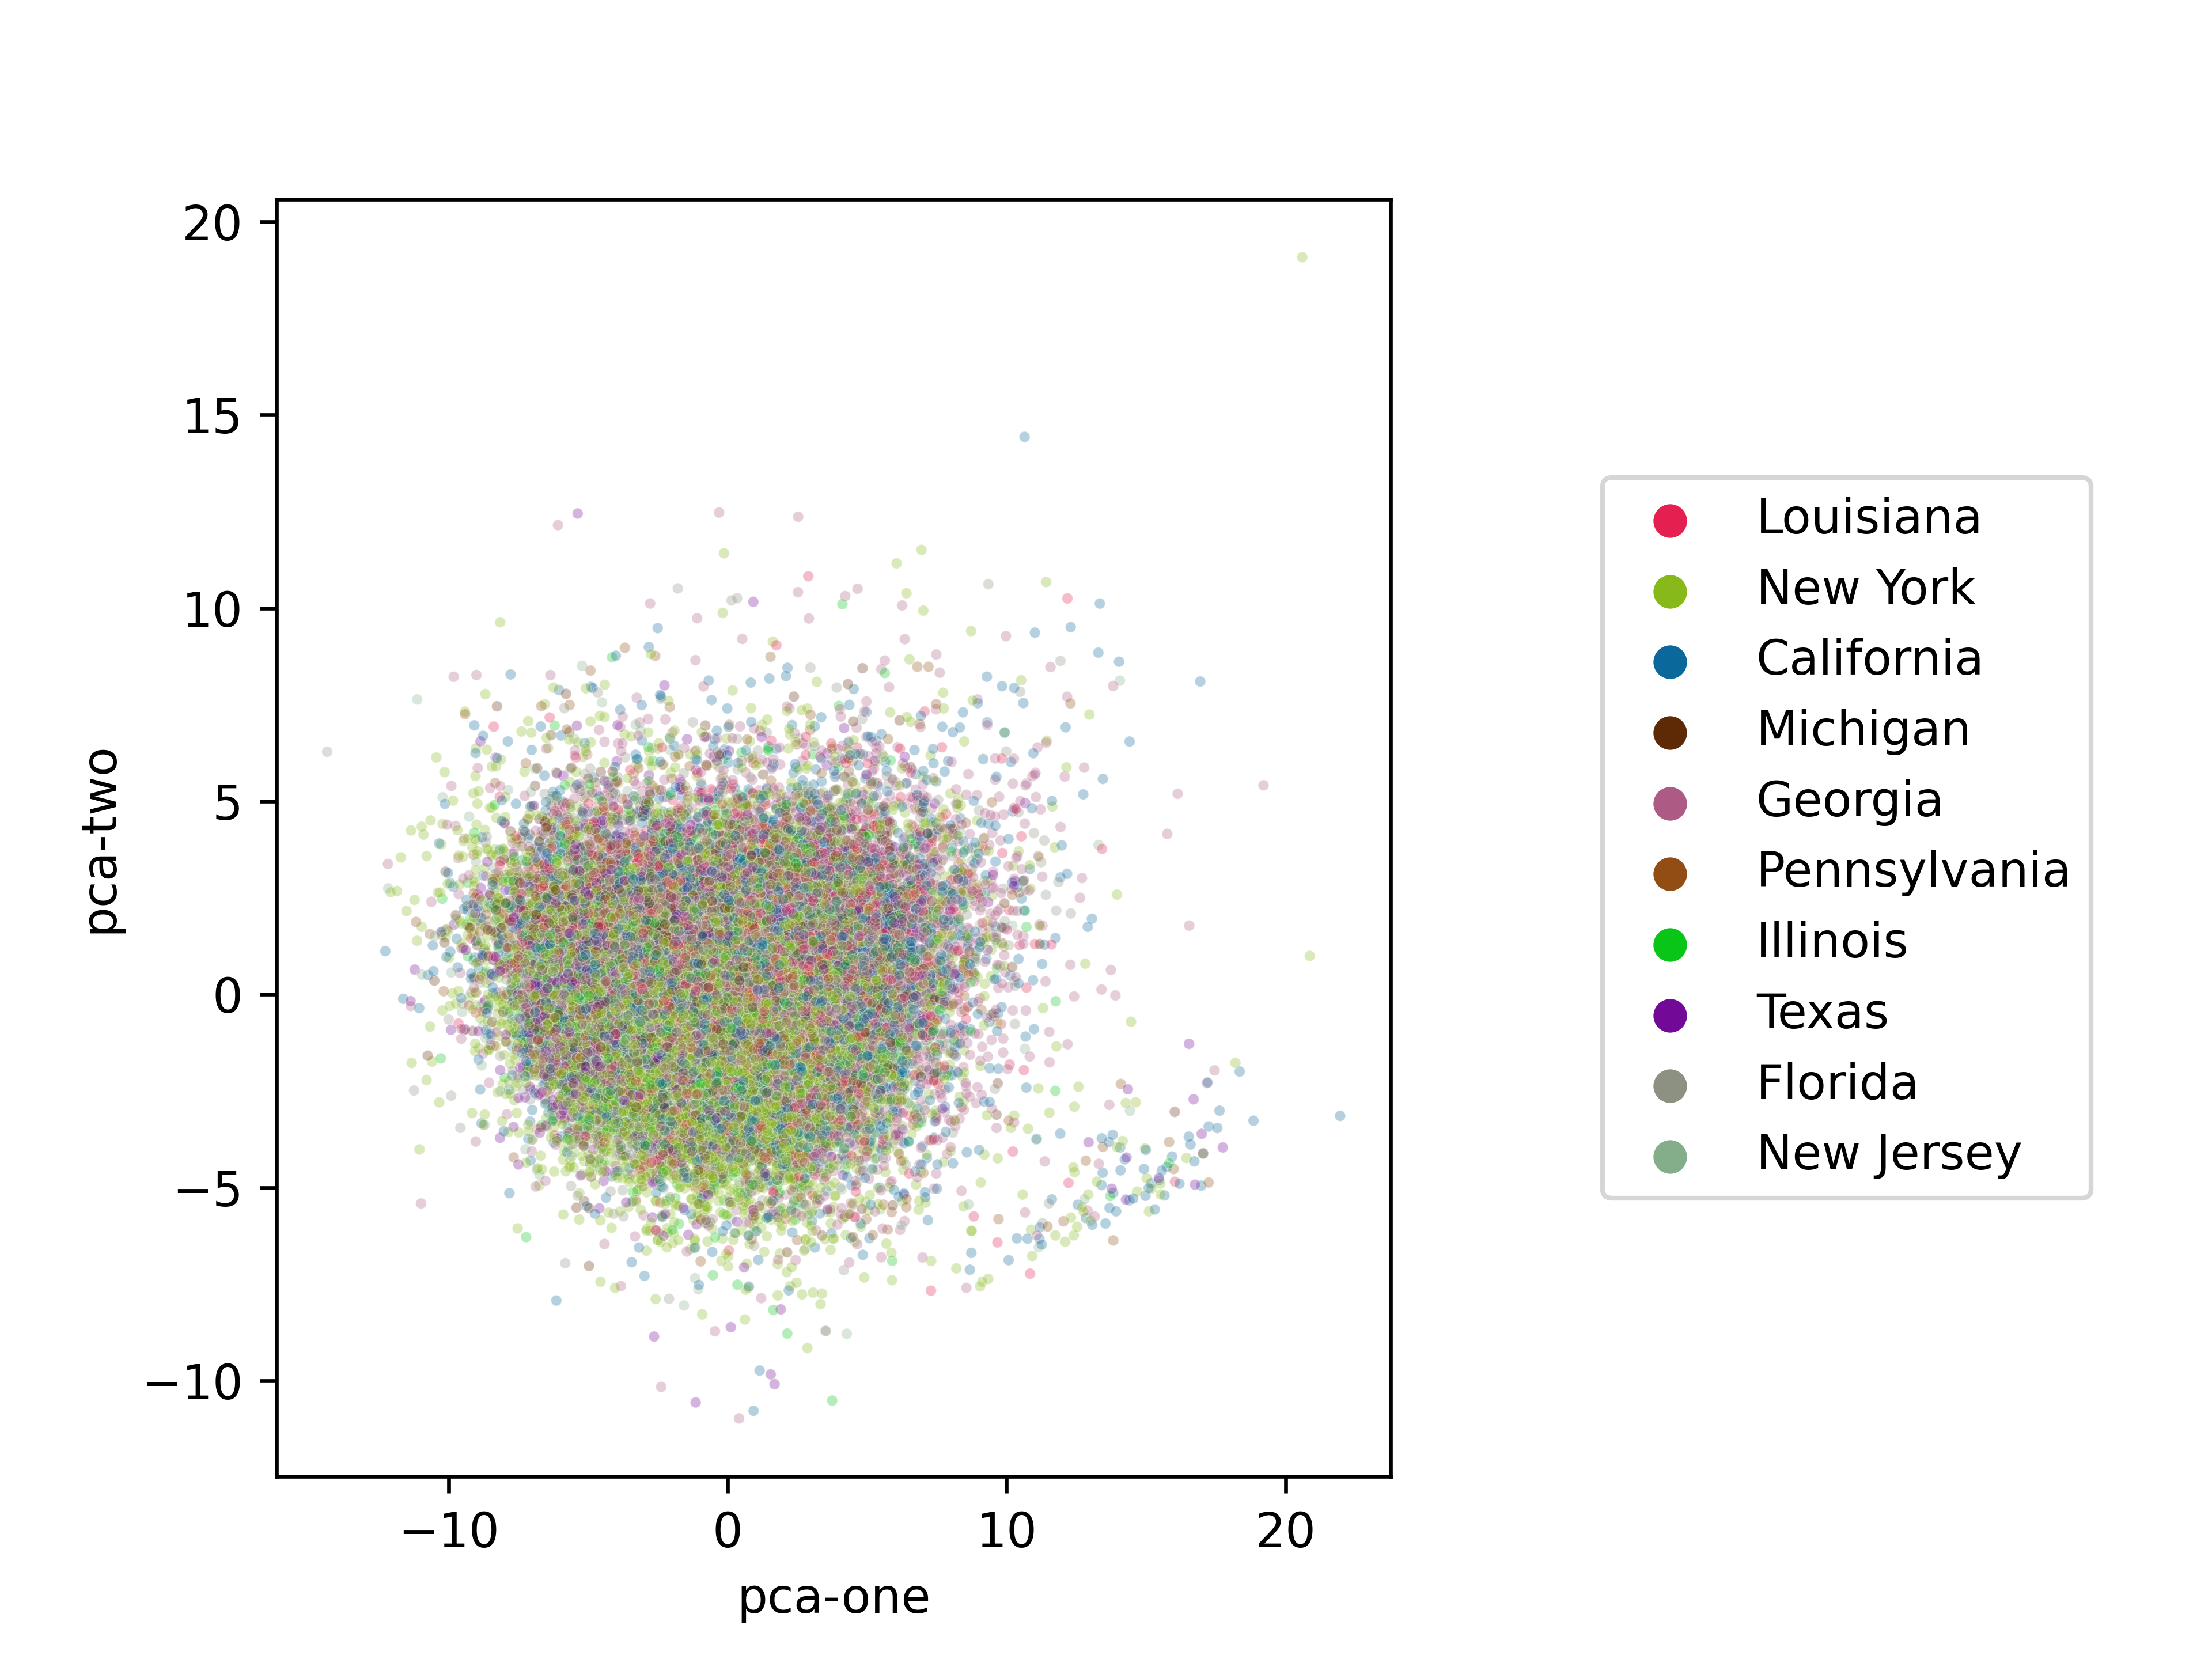 20
15
10
5
0
−5
−10
pca-two
−10
0
10
20
pca-one
Louisiana
New York
California
Michigan
Georgia
Pennsylvania
Illinois
Texas
Florida
New Jersey